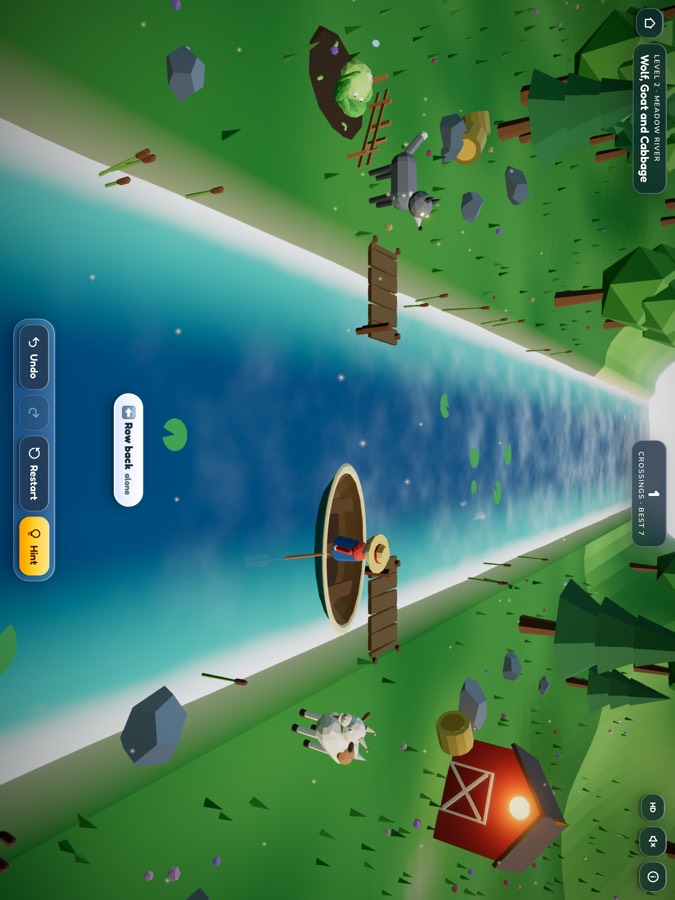 LEVEL 2 · MEADOW RIVER
Wolf, Goat and Cabbage
1
CROSSINGS · BEST 7
HD
Row back alone
Undo
Restart
Hint